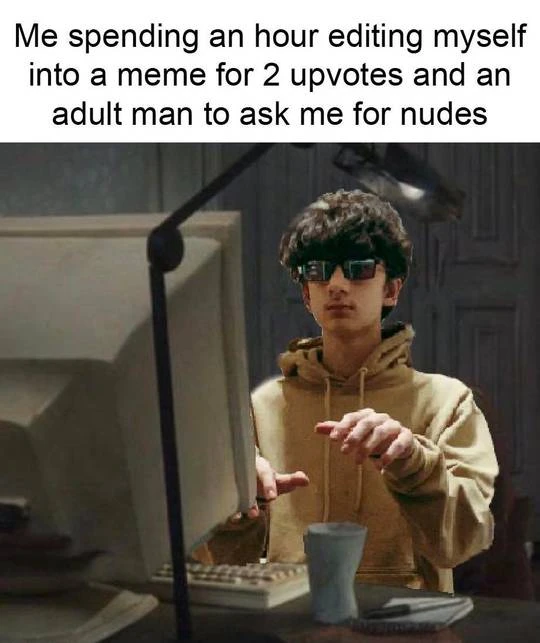 Me spending an hour editing myself
into a meme for 2 upvotes and an
adult man to ask me for nudes